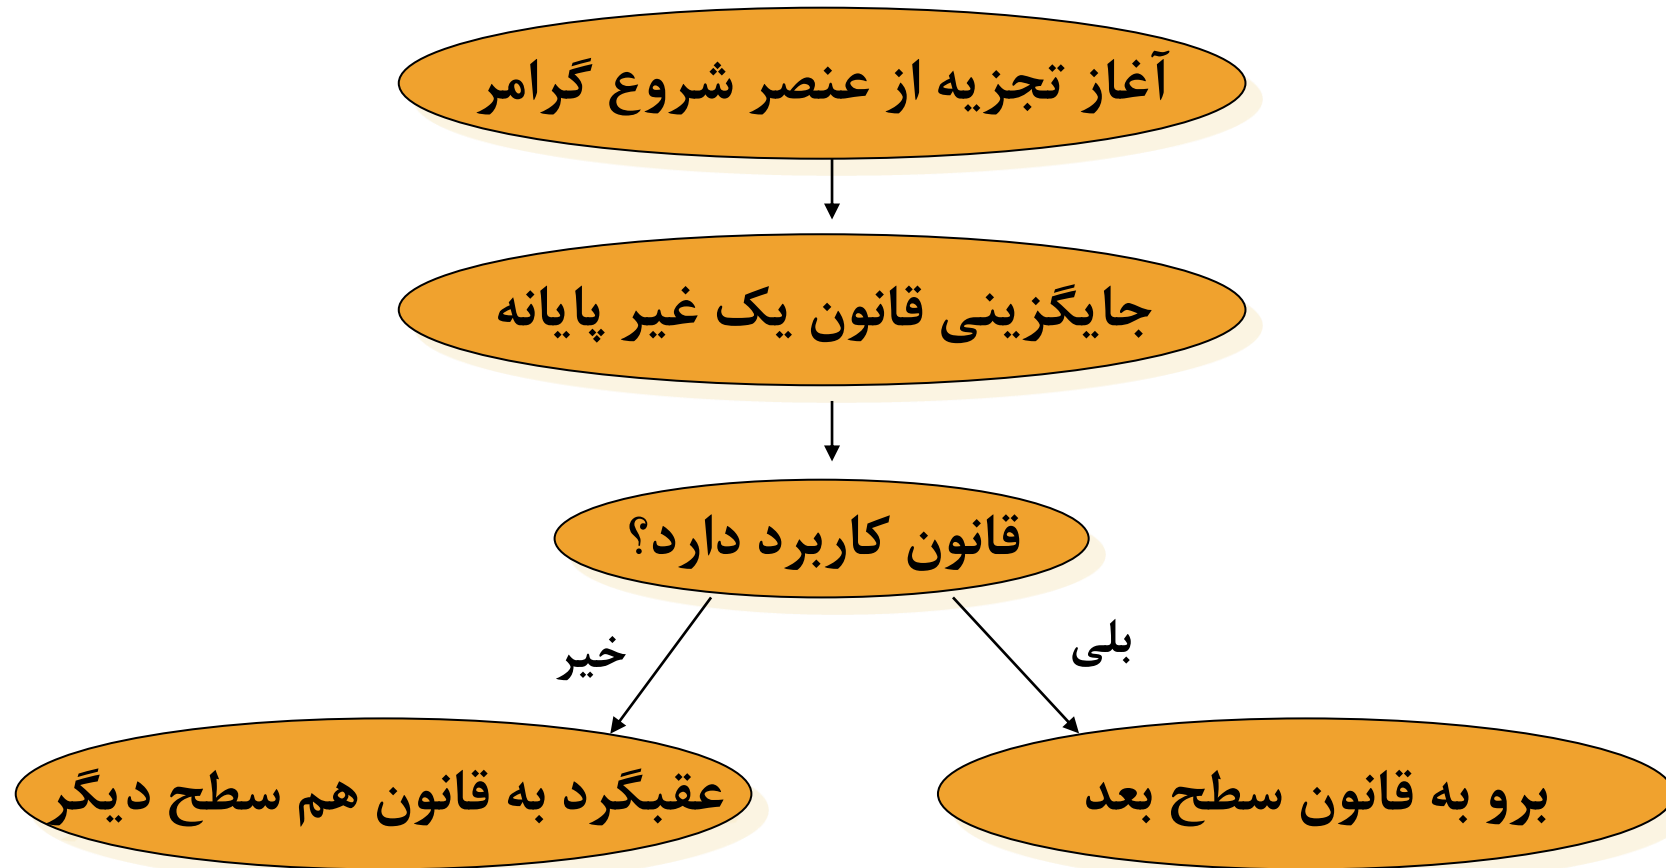 آغاز تجزیه از عنصر شروع گرامر
جایگزینی قانون یک غیر پایانه
قانون کاربرد دارد؟
بلی
خیر
برو به قانون سطح بعد
عقبگرد به قانون هم سطح دیگر